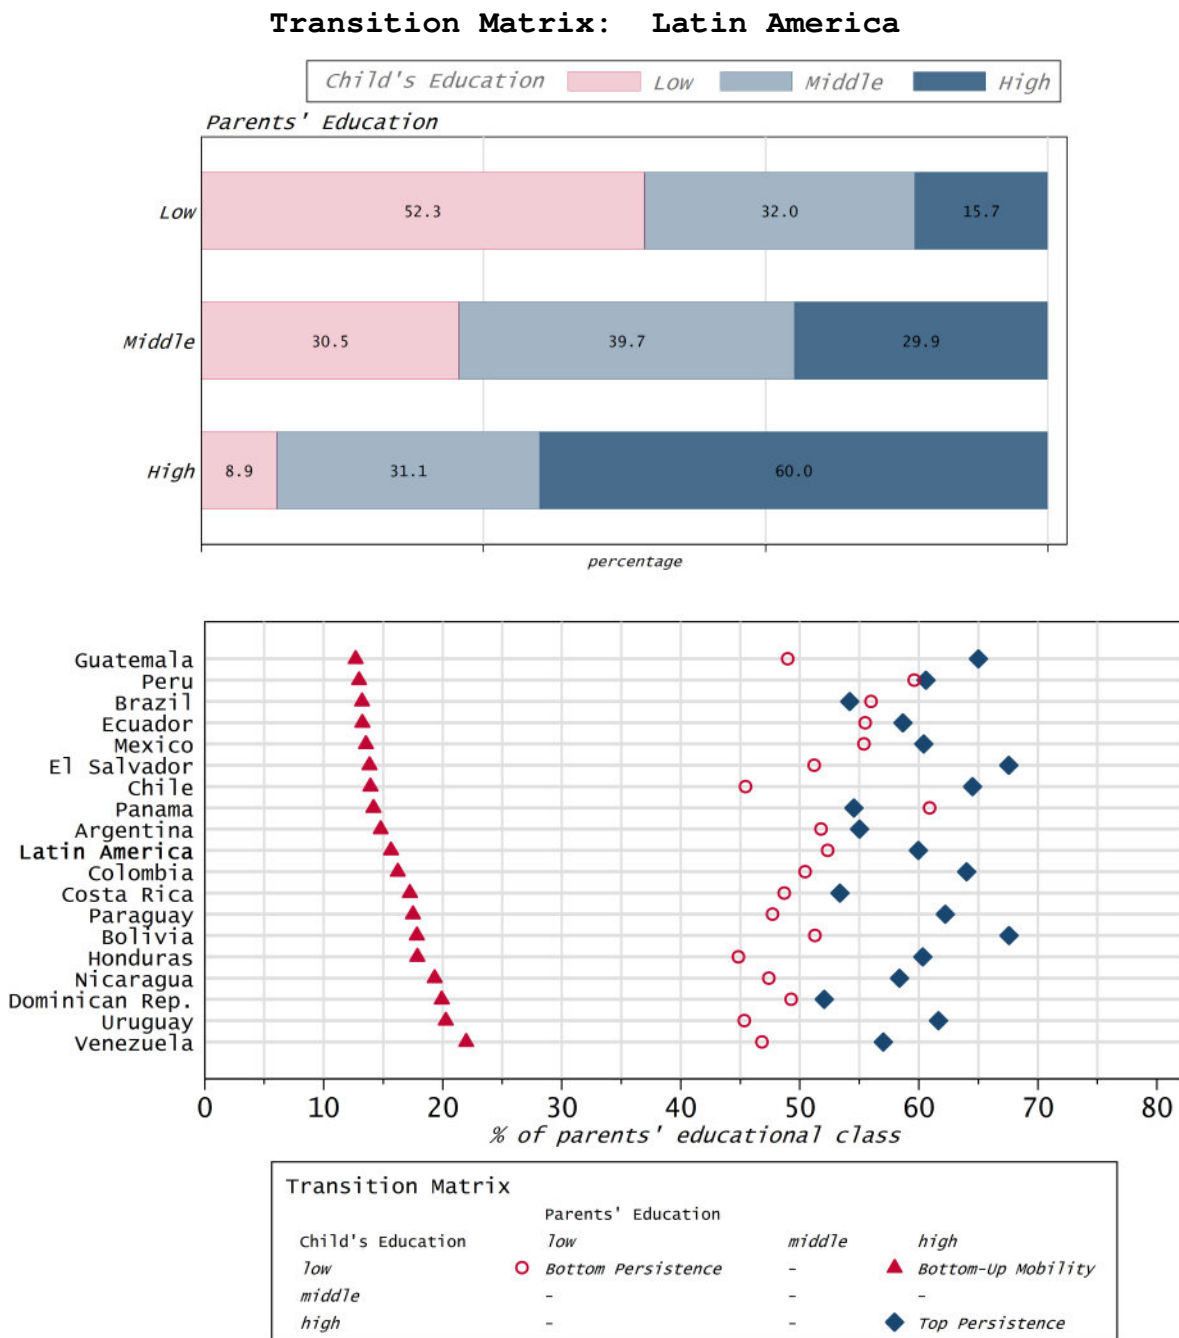 Transition Matrix: Latin America
Child's Education Low Middle High
Parents' Education
Low 52.3 32.0 15.7
Middle 30.5 39.7 29.9
High 8.9 31.1 60.0
percentage
Guatemala
Peru
Brazil
Ecuador
Mexico
El Salvador
Chile
Panama
Argentina
Latin America
Colombia
Costa Rica
Paraguay
Bolivia
Honduras
Nicaragua
Dominican Rep.
Uruguay
Venezuela
0 10 20 30 40 50 60 70 80
% of parents' educational class
Transition Matrix
Parents' Education
Child's Education low middle high
low Bottom Persistence - Bottom-Up Mobility
middle - - -
high - - Top Persistence